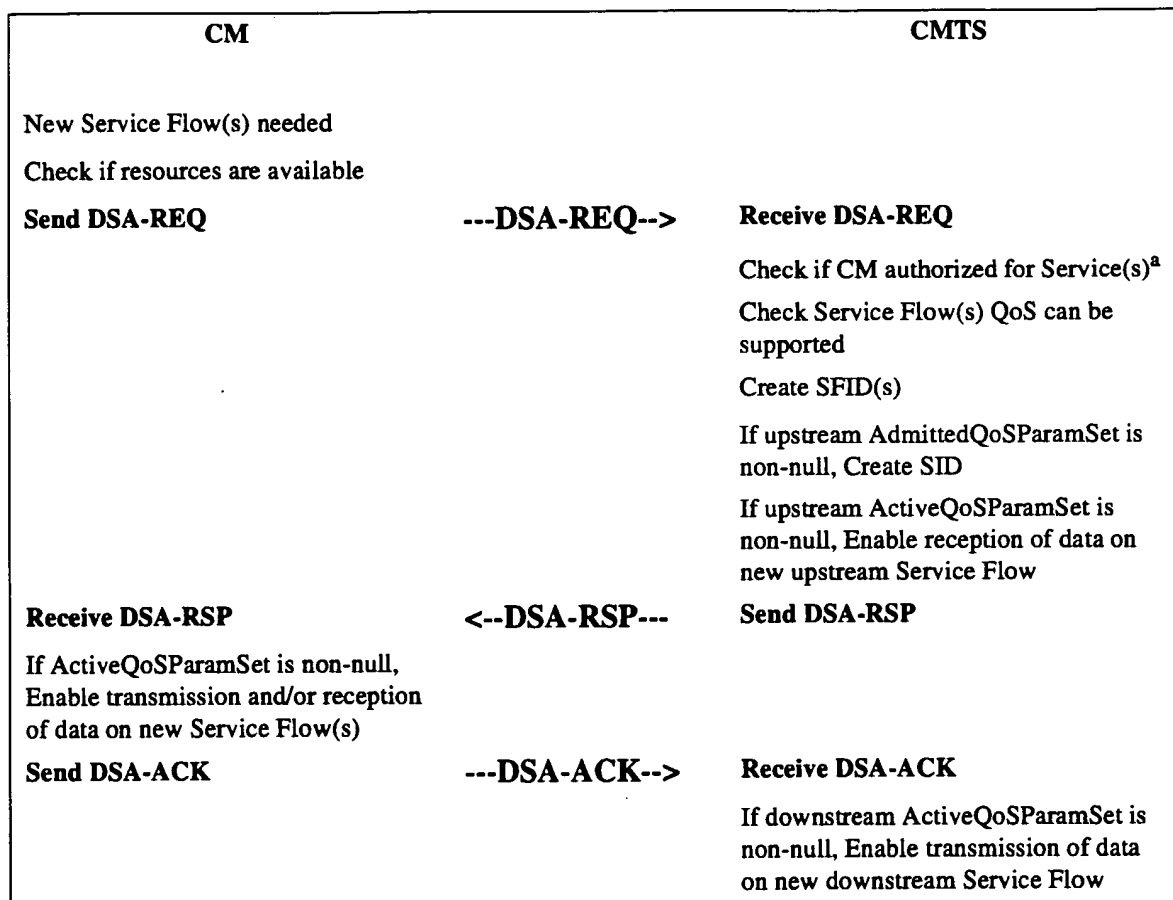 CM CMTS
New Service Flow(s) needed
Check if resources are available
Send DSA-REQ ---DSA-REQ--> Receive DSA-REQ
Check if CM authorized for Service(s)a
Check Service Flow(s) QoS can be
supported
Create SFID(s)
If upstream AdmittedQoSParamSet is
non-null, Create SID
If upstream ActiveQoSParamSet is
non-null, Enable reception of data on
new upstream Service Flow
Receive DSA-RSP <--DSA-RSP--- Send DSA-RSP
If ActiveQoSParamSet is non-null,
Enable transmission and/or reception
of data on new Service Flow(s)
Send DSA-ACK ---DSA-ACK--> Receive DSA-ACK
If downstream ActiveQoSParamSet is
non-null, Enable transmission of data
on new downstream Service Flow